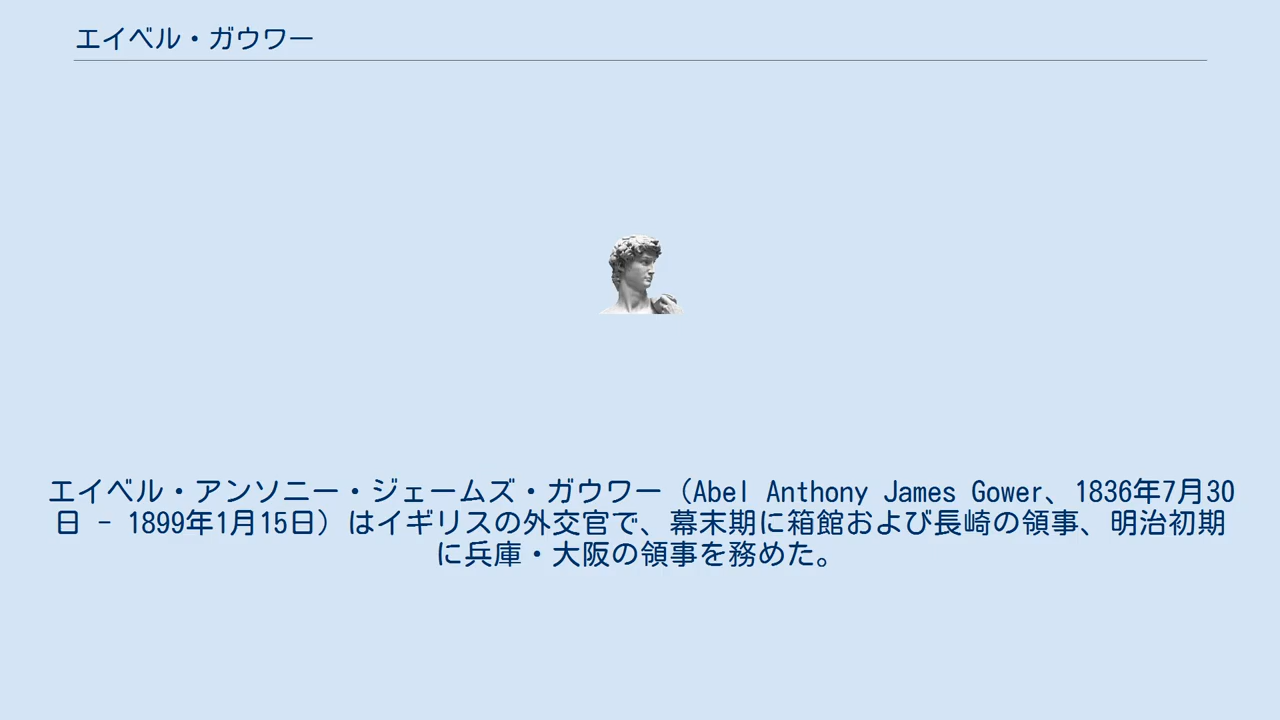 エイベル・ガウワー
エイベル・アンソニー・ジェームズ・ガウワー（Abel Anthony James Gower、1836年7月30
日 - 1899年1月15日）はイギリスの外交官で、幕末期に箱館および長崎の領事、明治初期
に兵庫・大阪の領事を務めた。